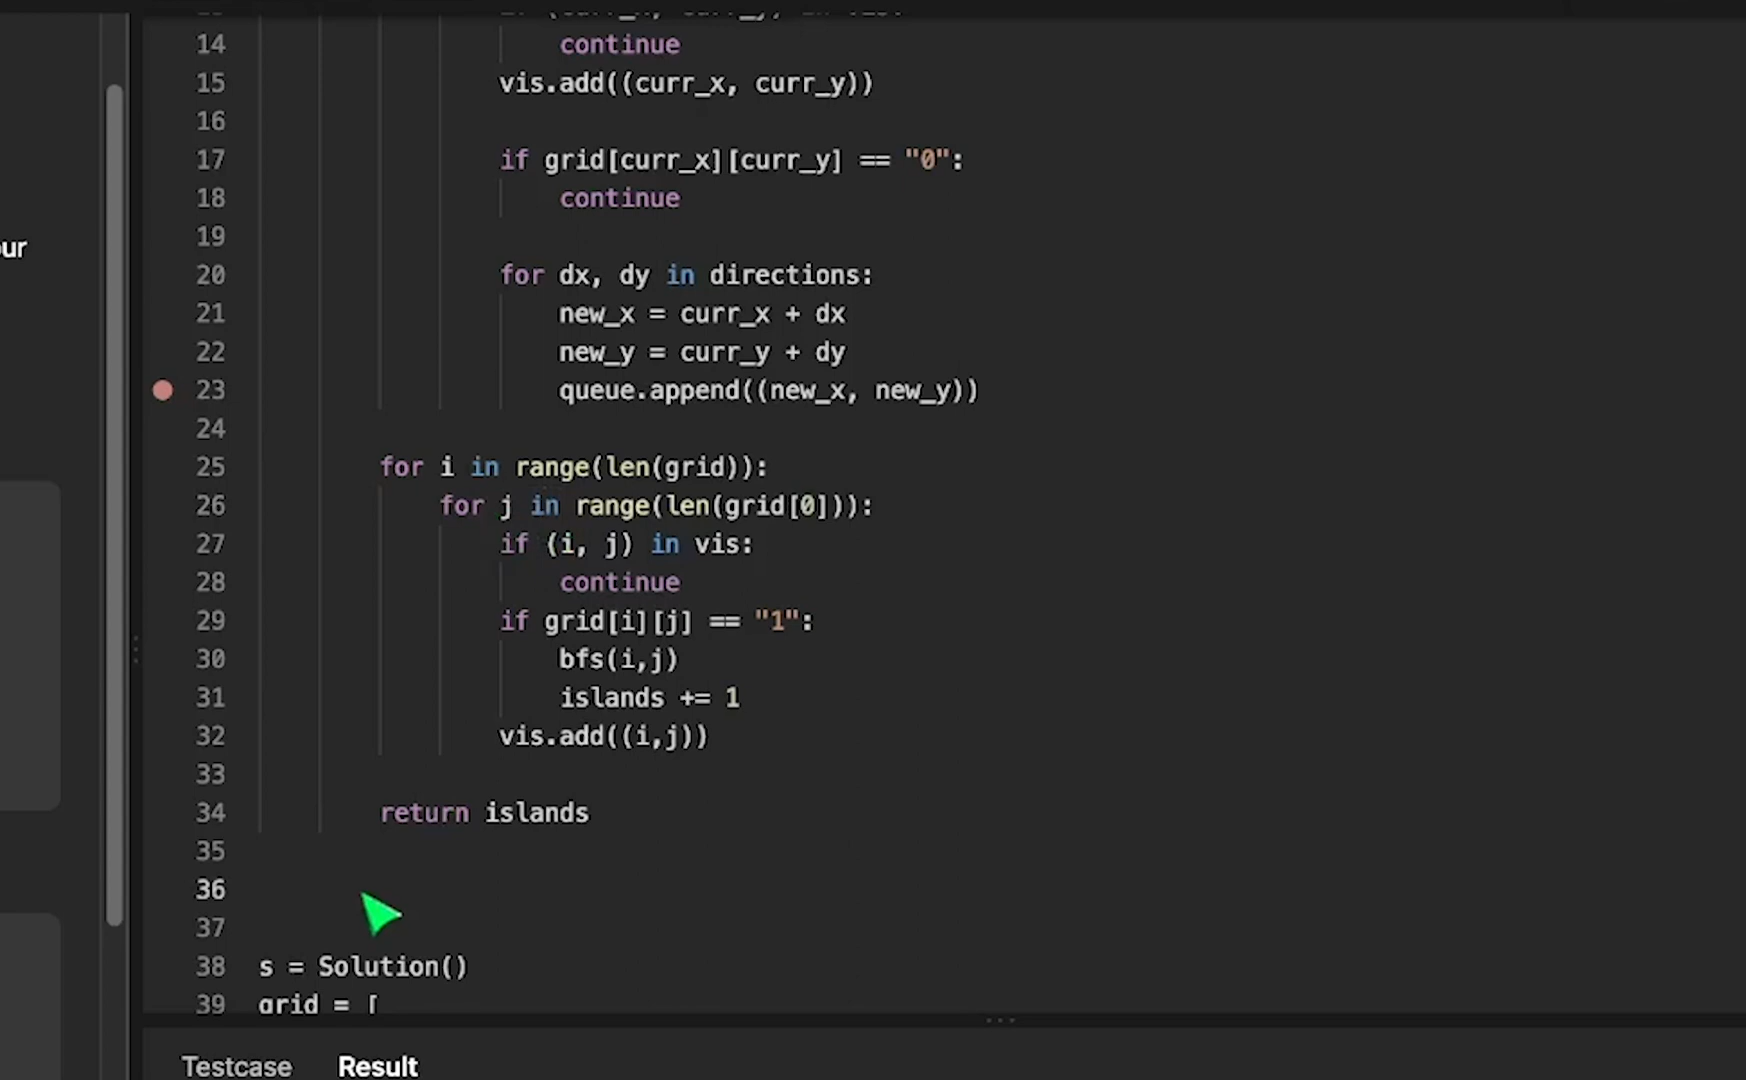 14 continue
15 vis.add((curr_x, curr_y))
16
17 if grid[curr_x][curr_y] == "0":
18 continue
19
our
20 for dx, dy in directions:
21 new_x = curr_x + dx
22 new_y = curr_y + dy
23 queue.append((new_x, new_y))
24
25 for i in range(len(grid)):
26 for j in range(len(grid[0])):
27 if (i, j) in vis:
28 continue
29 if grid[i][j] == "1":
30 bfs(i,j)
31 islands += 1
32 vis.add((i,j))
33
34 return islands
35
36
37
38 s = Solution()
39 grid = [
Testcase Result